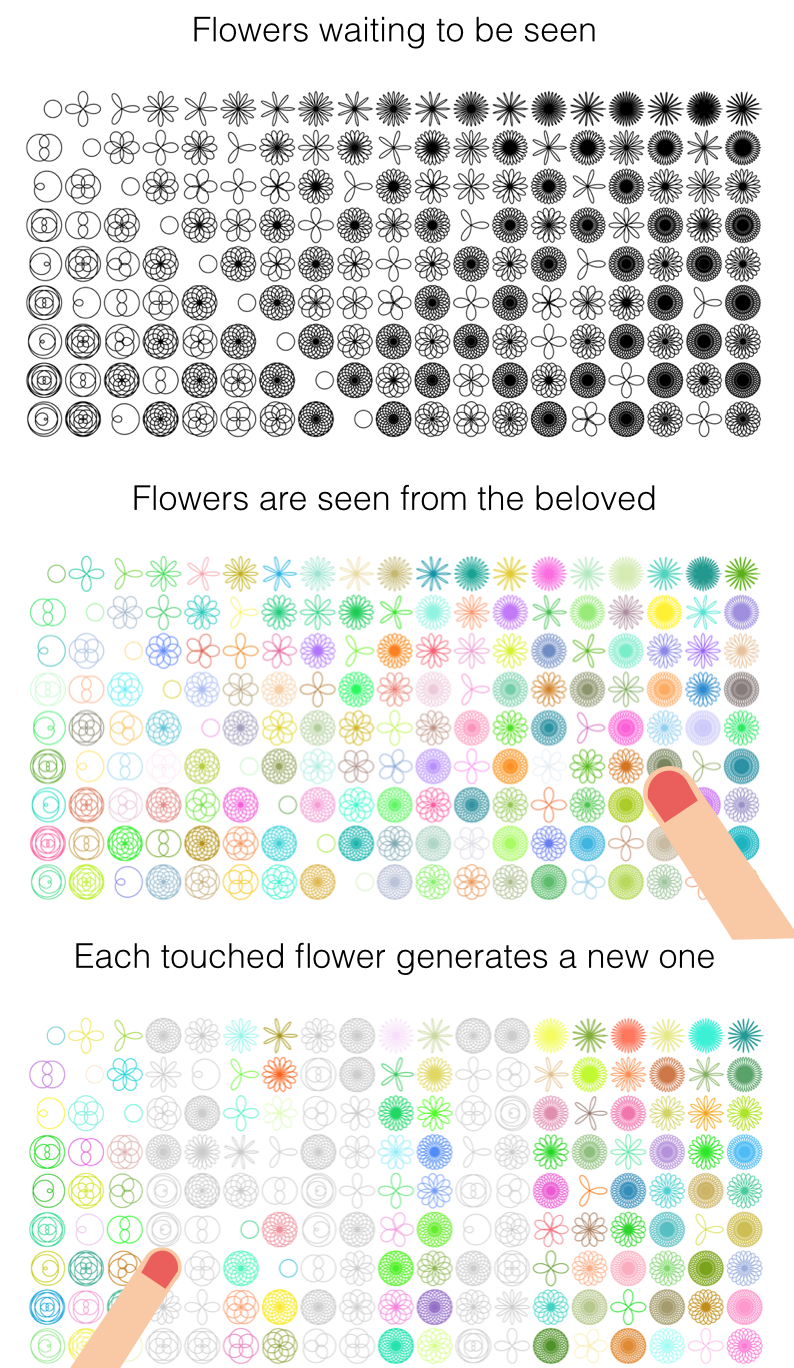 Flowers waiting to be seen
Flowers are seen from the beloved
Each touched flower generates a new one